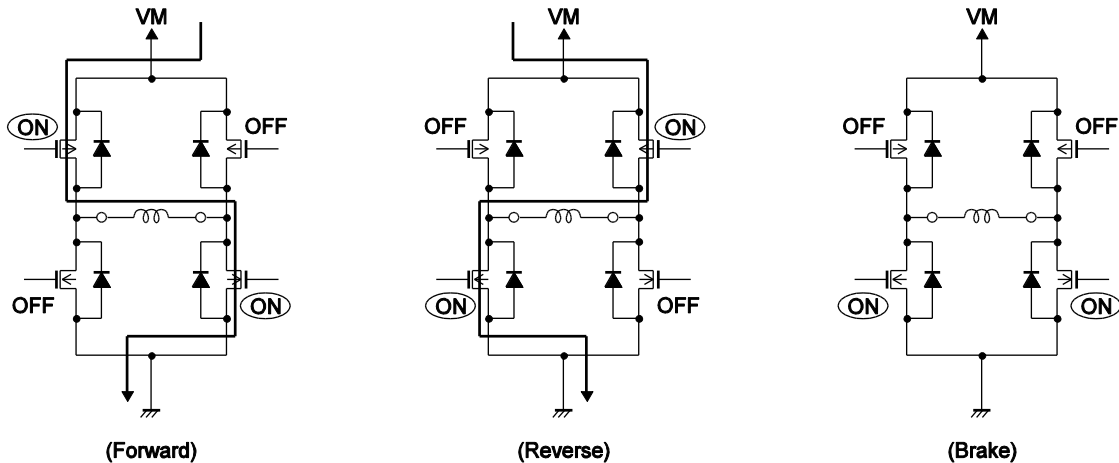 VM
ON
OFF
OFF
ON
(Forward)
VM
OFF
ON
ON
OFF
(Reverse)
VM
OFF
OFF
ON
ON
(Brake)